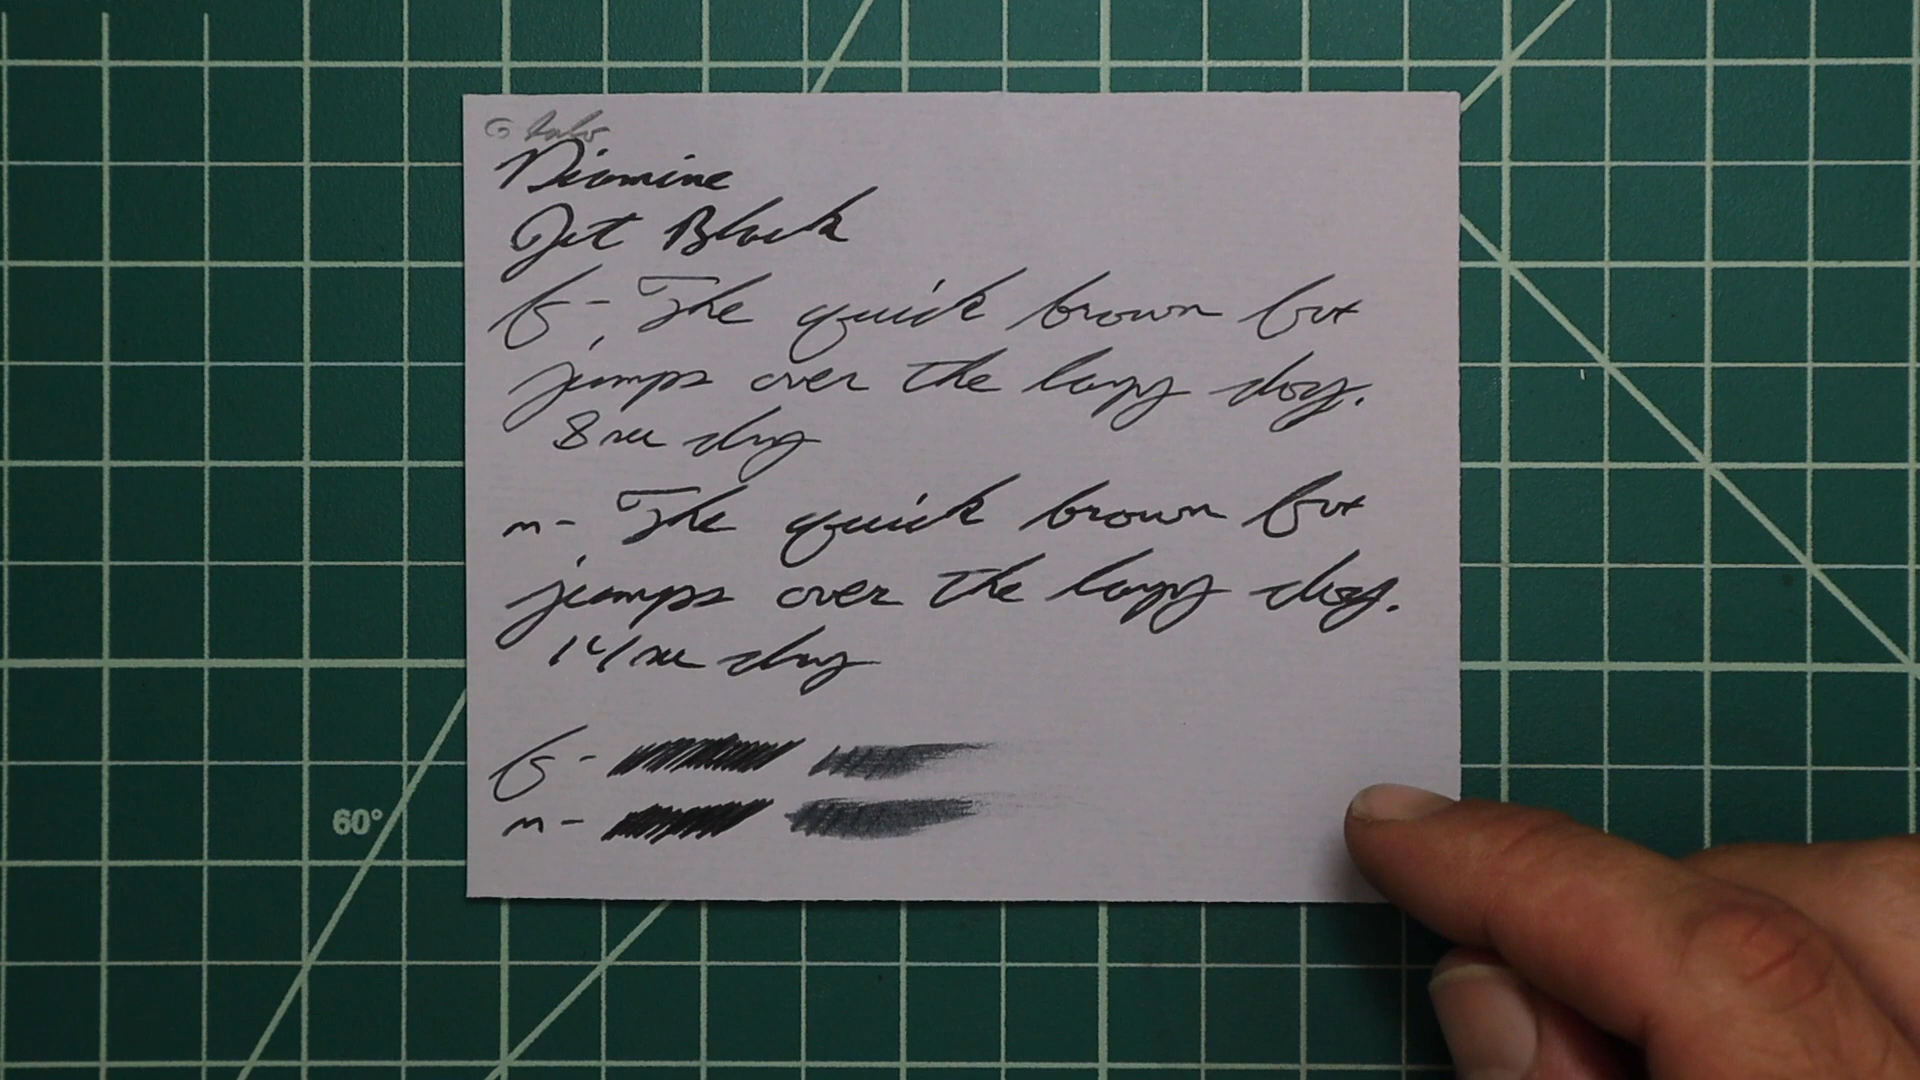 G. Lalo
Diamine
Jet Black
f - The quick brown fox
jumps over the lazy dog.
8 sec dry
m - The quick brown fox
jumps over the lazy dog.
14 sec dry
f -
m -
60°